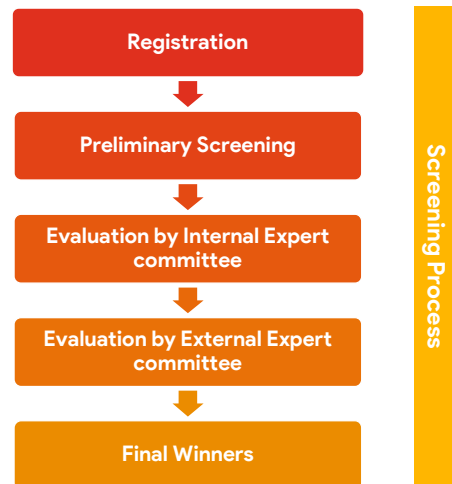 Registration
Preliminary Screening
Evaluation by Internal Expert
committee
Evaluation by External Expert
committee
Final Winners
Screening Process